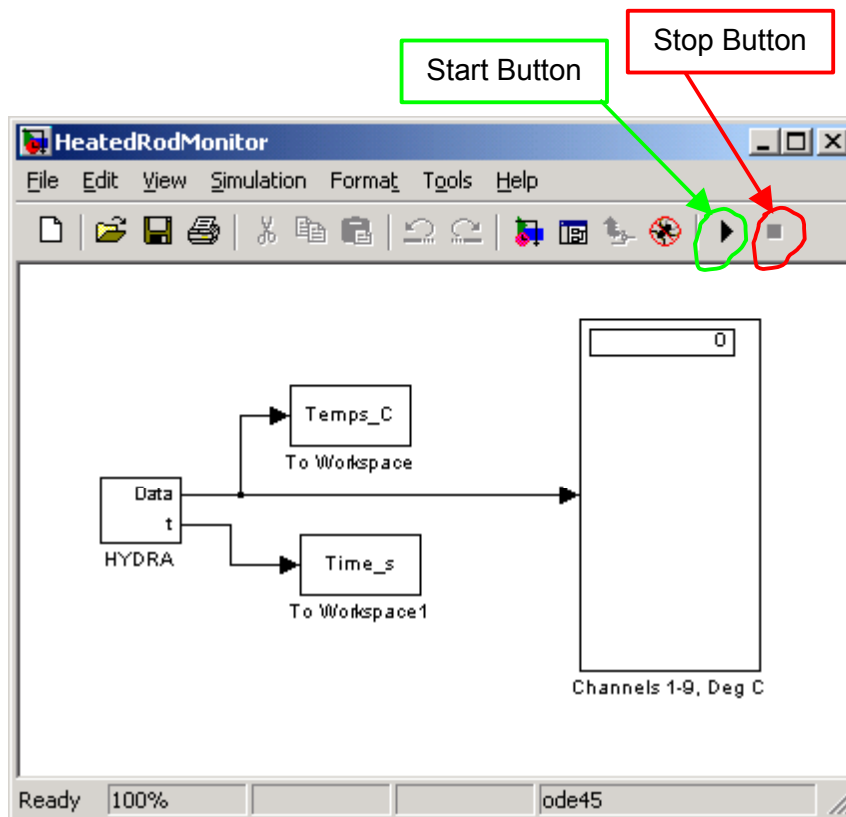 Stop Button
Start Button
HeatedRodMonitor
File Edit View Simulation Format Tools Help
0
Temps_C
To Workspace
Data
t
HYDRA
Time_s
To Workspace1
Channels 1-9, Deg C
Ready 100% ode45